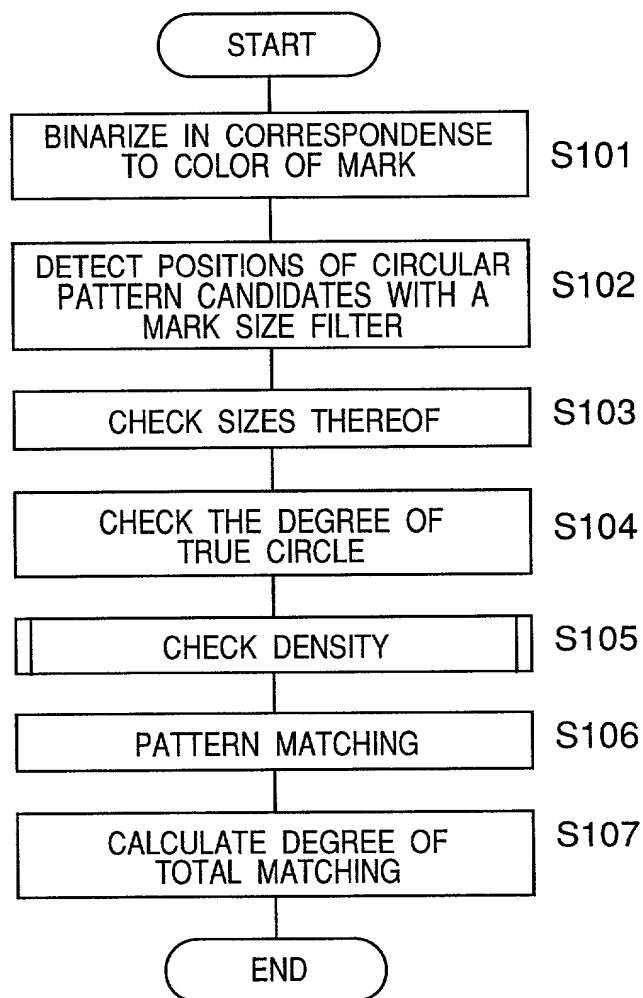 START
BINARIZE IN CORRESPONDENSE
TO COLOR OF MARK
S101
DETECT POSITIONS OF CIRCULAR
PATTERN CANDIDATES WITH A
MARK SIZE FILTER
S102
CHECK SIZES THEREOF
S103
CHECK THE DEGREE OF
TRUE CIRCLE
S104
CHECK DENSITY
S105
PATTERN MATCHING
S106
CALCULATE DEGREE OF
TOTAL MATCHING
S107
END